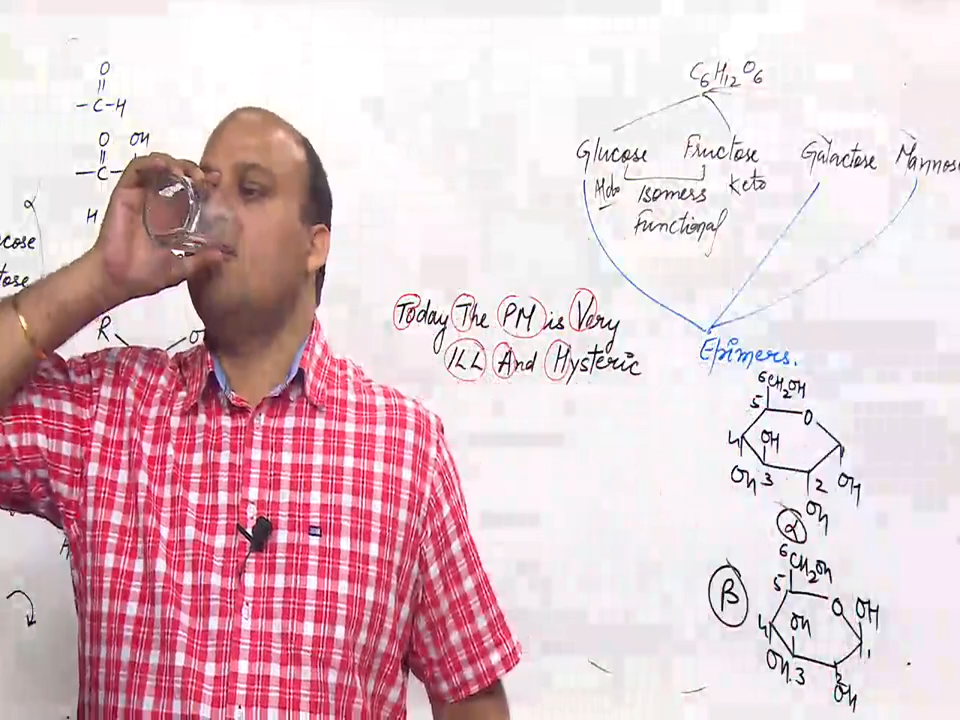 O
-C-H
O OH
-C-
H
α
cose
tose
R
O
C6H12O6
Glucose Fructose Galactose Mannose
Keto
Isomers
Functional
Today The PM is Very
ILL And Hysteric
Epimers.
6CH2OH
5
O
4 OH
OH 3 2 OH
OH
α
6CH2OH
5
β O OH
4 OH
1
OH 3 2
OH